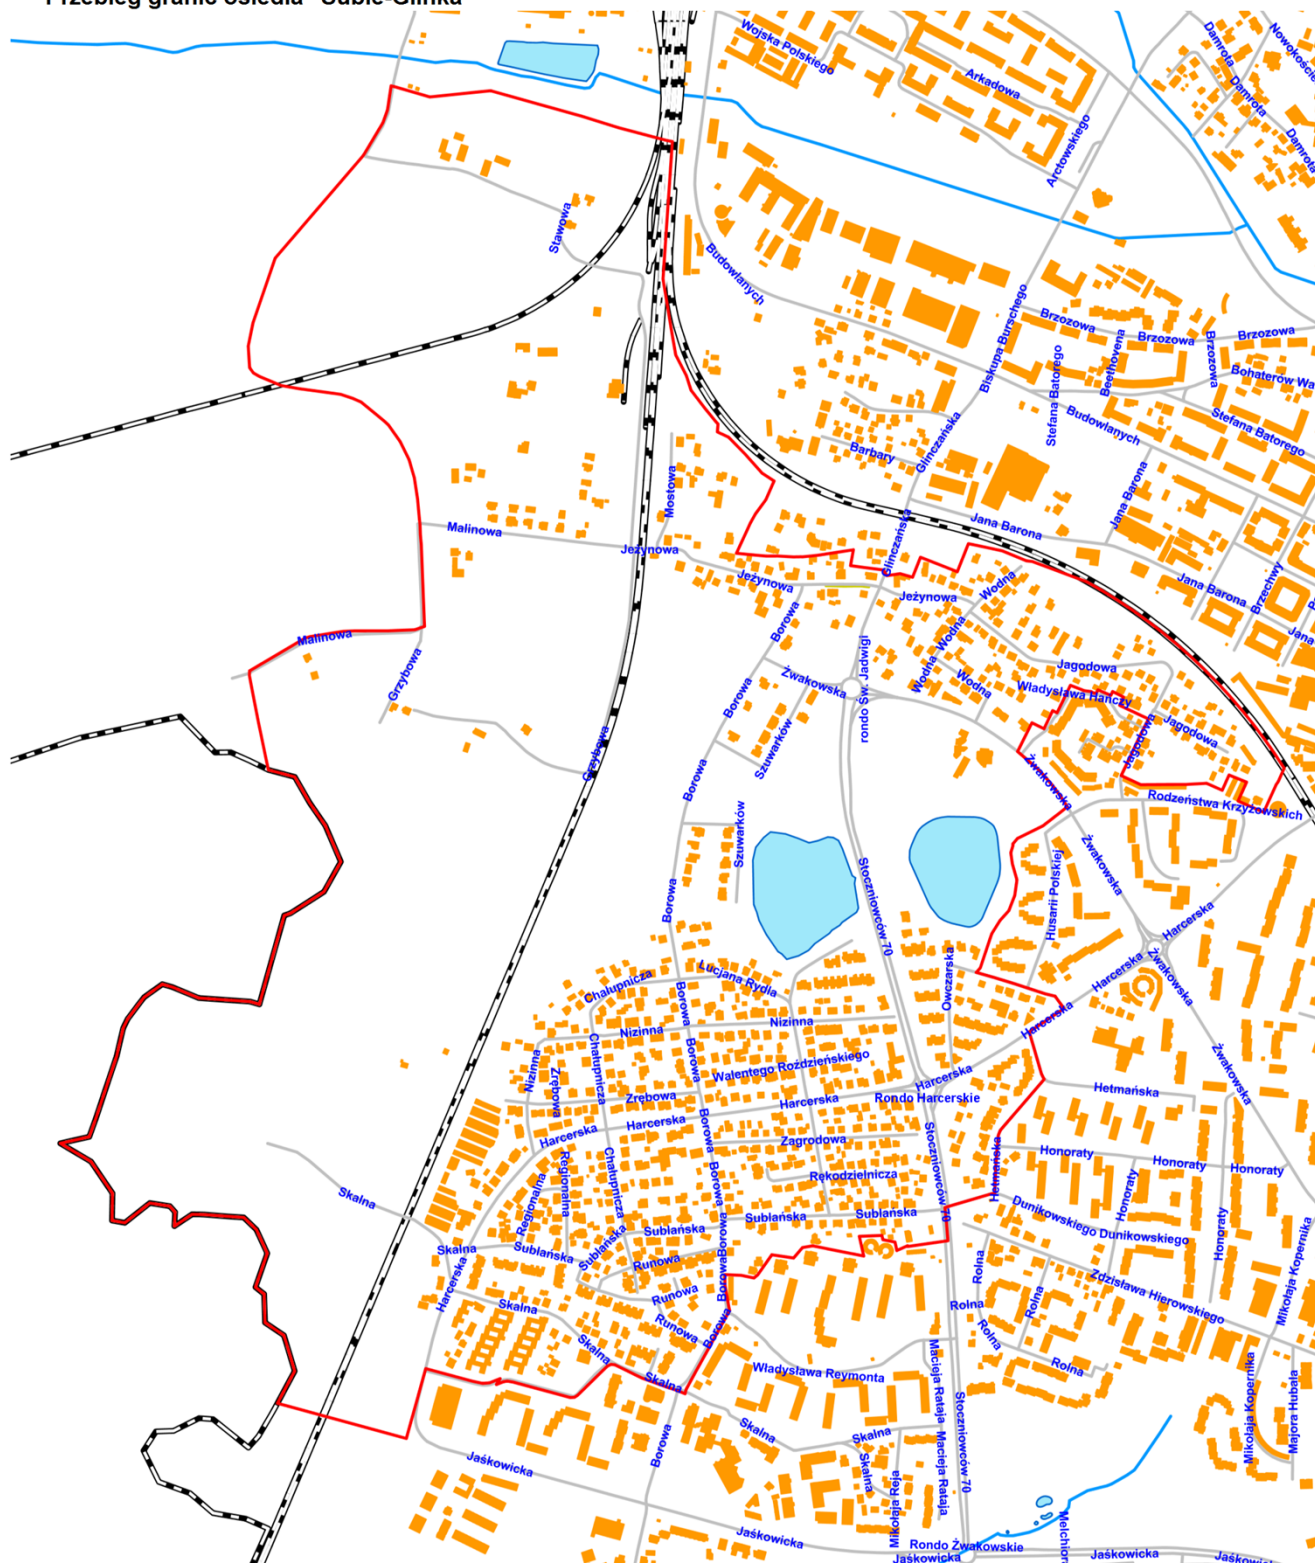 Przebieg granic osiedla "Suble-Glinka"
Wojska Polskiego
Arkadowa
Damrota
Damrota
Damrota
Arctowskiego
Stawowa
Budowlanych
Biskupa Burschego
Brzozowa
Brzozowa
Brzozowa
Brzozowa
Beethovena
Stefana Batorego
Bohaterów Wa
Stefana Batorego
Budowlanych
Glinczańska
Barbary
Mostowa
Jana Barona
Jana Barona
Jana Barona
Jana
Brzechwy
Malinowa
Jeżynowa
Jeżynowa
Glinczańska
Jeżynowa
Wodna
Wodna
Wodna
Wodna
Borowa
Malinowa
Grzybowa
Grzybowa
Żwakowska
rondo Św. Jadwigi
Borowa
Szuwarków
Borowa
Szuwarków
Borowa
Jagodowa
Władysława Hańczy
Jagodowa
Jagodowa
Żwakowska
Rodzeństwa Krzyżowskich
Żwakowska
Husarii Polskiej
Harcerska
Harcerska
Żwakowska
Stoczniowców 70
Owczarska
Harcerska
Żwakowska
Chałupnicza
Lucjana Rydla
Borowa
Nizinna
Nizinna
Nizinna
Chałupnicza
Borowa
Walentego Roździeńskiego
Harcerska
Rondo Harcerskie
Zrębowa
Zrębowa
Harcerska
Harcerska
Harcerska
Borowa
Zagrodowa
Hetmańska
Hetmańska
Honoraty
Honoraty
Honoraty
Honoraty
Honoraty
Stoczniowców 70
Regionalna
Regionalna
Chałupnicza
Borowa
Rękodzielnicza
Skalna
Skalna
Sublańska
Sublańska
Sublańska
Sublańska
Sublańska
Borowa
Borowa
Dunikowskiego
Dunikowskiego
Zdzisława Hierowskiego
Mikołaja Kopernika
Harcerska
Runowa
Runowa
Runowa
Skalna
Skalna
Skalna
Borowa
Rolna
Rolna
Rolna
Rolna
Rolna
Władysława Reymonta
Macieja Rataja
Macieja Rataja
Stoczniowców 70
Mikołaja Kopernika
Majora Hubala
Borowa
Skalna
Skalna
Skalna
Mikołaja Reja
Jaśkowicka
Jaśkowicka
Rondo Żwakowskie
Jaśkowicka
Jaśkowicka
Melchior